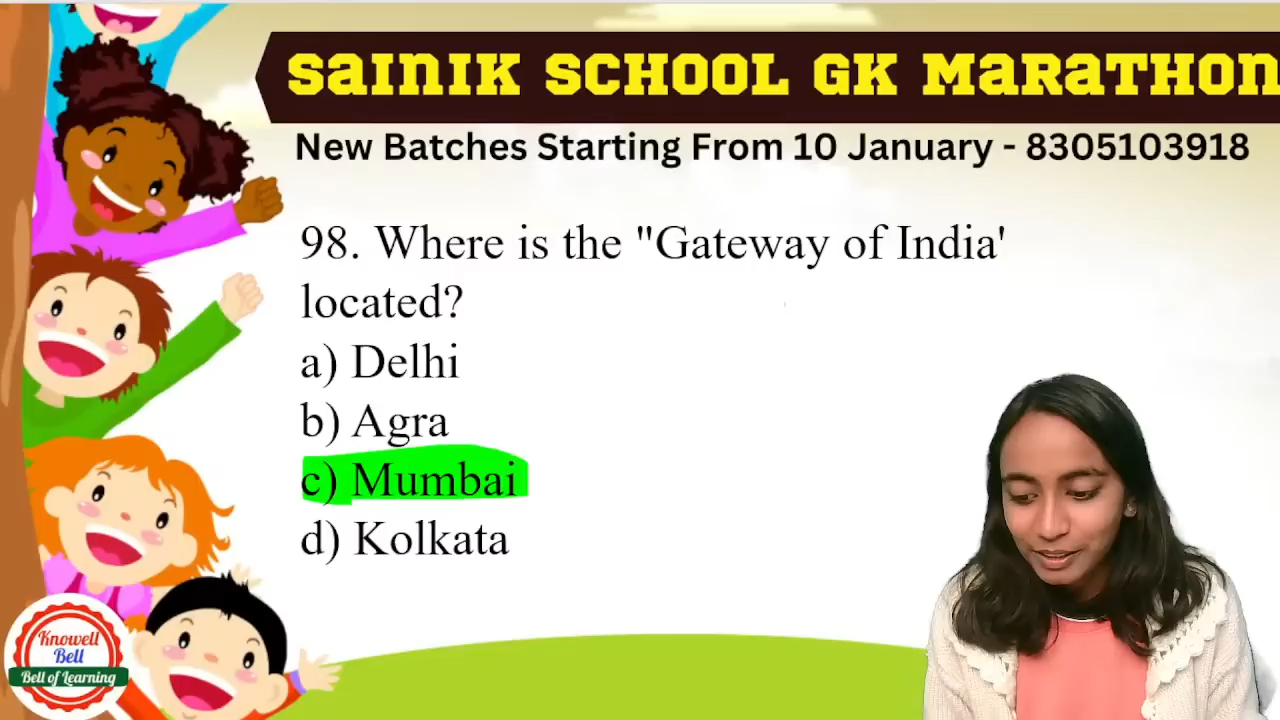 SAINIK SCHOOL GK MARATHON
New Batches Starting From 10 January - 8305103918
98. Where is the "Gateway of India'
located?
a) Delhi
b) Agra
c) Mumbai
d) Kolkata
Knowell
Bell
Bell of Learning